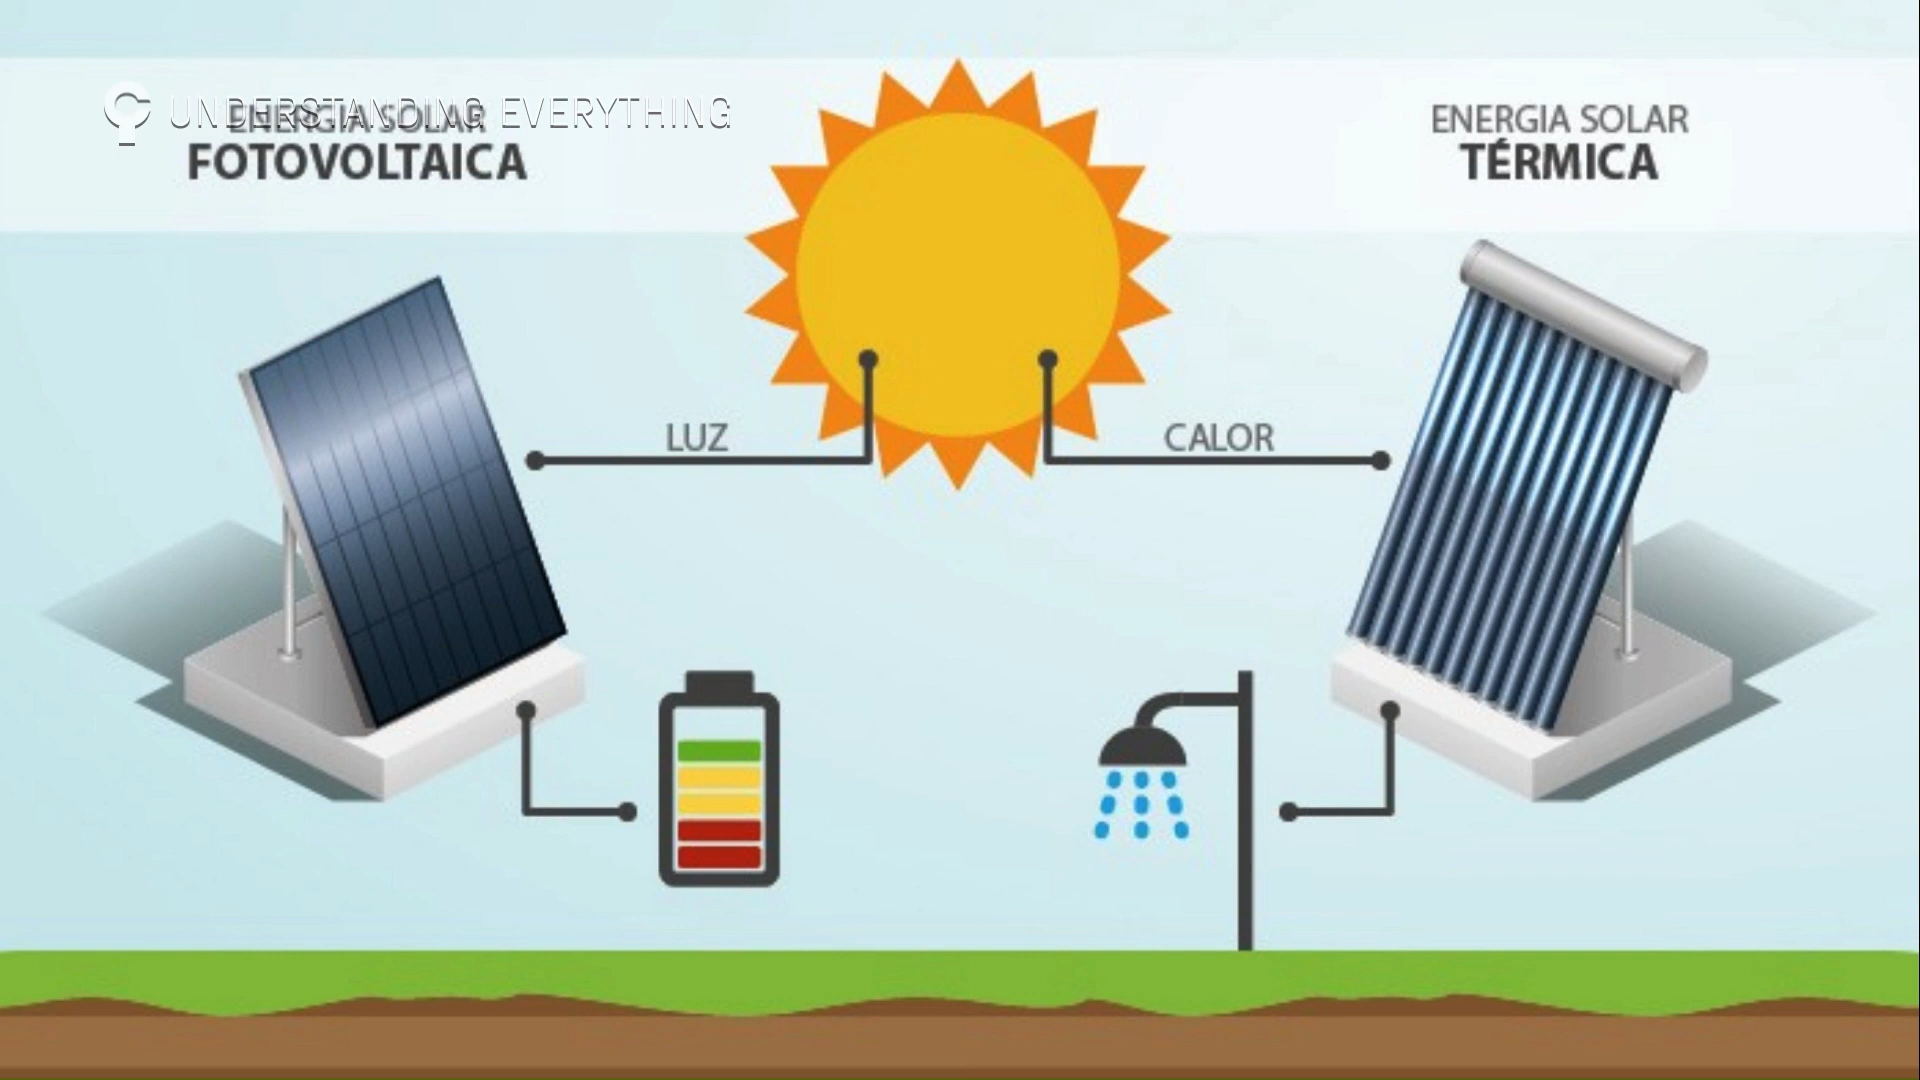 UNDERSTANDING EVERYTHING
ENERGIA SOLAR
FOTOVOLTAICA
ENERGIA SOLAR
TÉRMICA
LUZ
CALOR